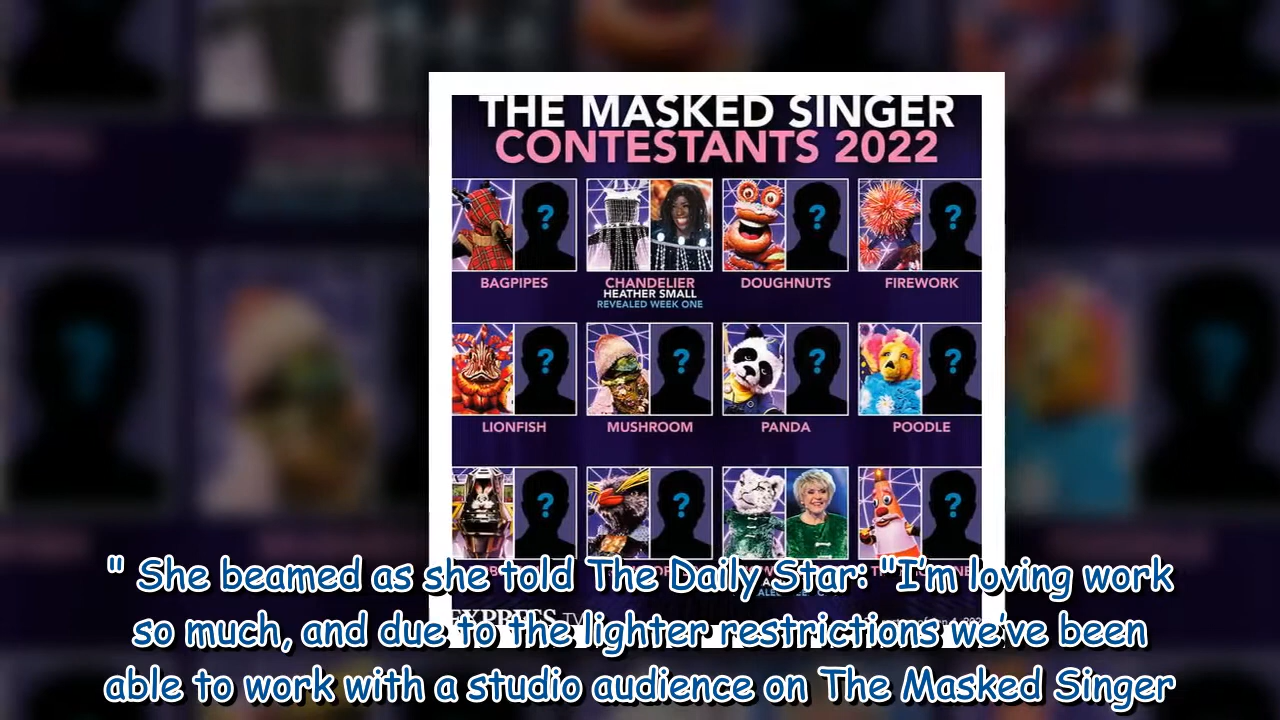 THE MASKED SINGER
CONTESTANTS 2022
? ? ?
BAGPIPES CHANDELIER DOUGHNUTS FIREWORK
HEATHER SMALL
REVEALED WEEK ONE
? ? ? ?
LIONFISH MUSHROOM PANDA POODLE
? ? ?
EXPRESS
" She beamed as she told The Daily Star: "I'm loving work
so much, and due to the lighter restrictions we've been
able to work with a studio audience on The Masked Singer